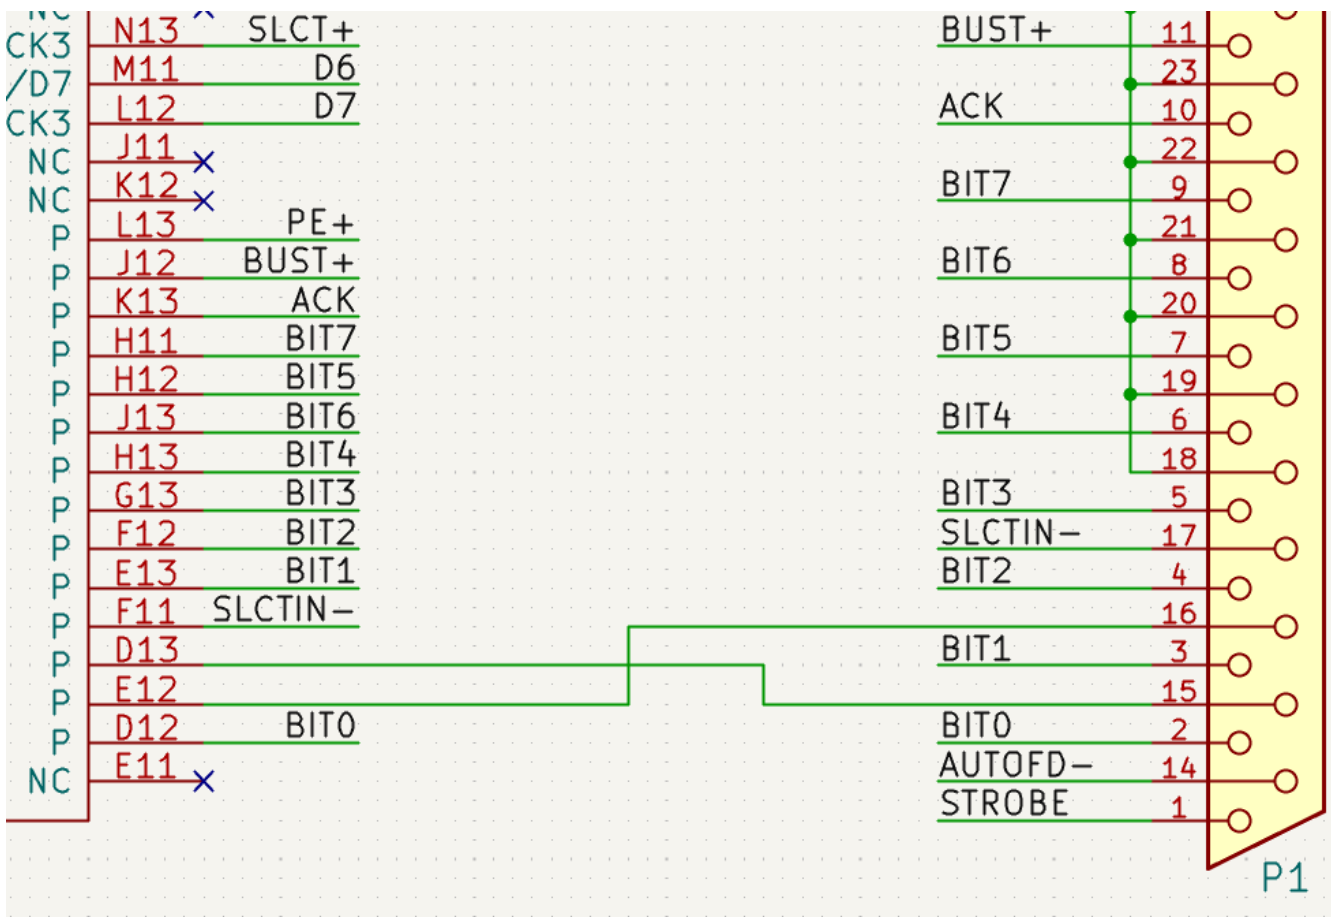 NC
CK3 N13 SLCT+ BUST+ 11
/D7 M11 D6 23
CK3 L12 D7 ACK 10
NC J11 22
NC K12 BIT7 9
P L13 PE+ 21
P J12 BUST+ BIT6 8
P K13 ACK 20
P H11 BIT7 BIT5 7
P H12 BIT5 19
P J13 BIT6 BIT4 6
P H13 BIT4 18
P G13 BIT3 BIT3 5
P F12 BIT2 SLCTIN- 17
P E13 BIT1 BIT2 4
P F11 SLCTIN- 16
P D13 BIT1 3
P E12 15
P D12 BIT0 BIT0 2
NC E11 AUTOFD- 14
STROBE 1
P1